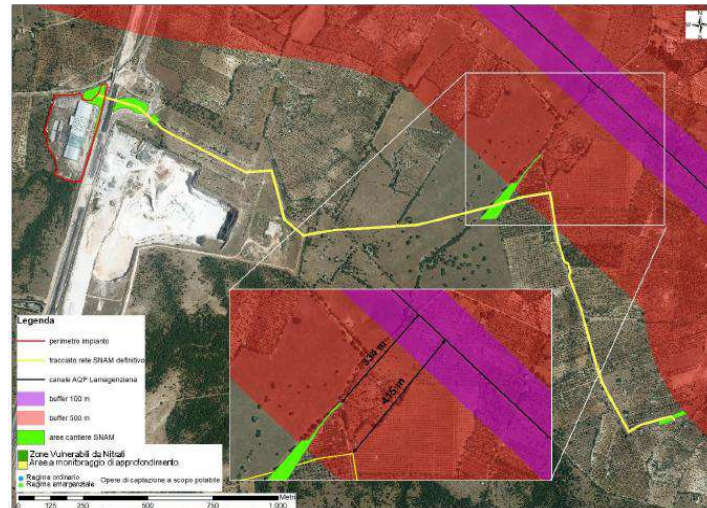 334 m
435 m
Legenda
perimetro impianto
tracciato rete SNAM definitivo
canale AQP Lamagenziana
buffer 100 m
buffer 500 m
aree cantiere SNAM
Zone Vulnerabili da Nitrati
Area a monitoraggio di approfondimento
Regime ordinario
Regime emergenziale
Opere di captazione a scopo potabile
0 125 250 500 750 1.000
Metri